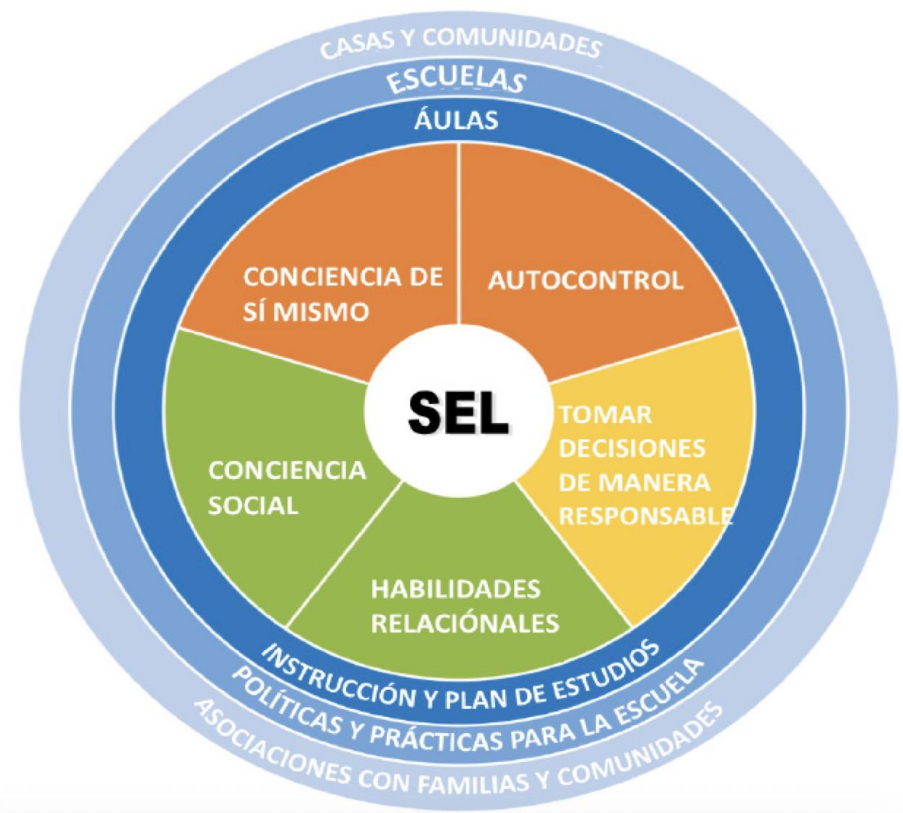 CASAS Y COMUNIDADES
ESCUELAS
ÁULAS
CONCIENCIA DE
SÍ MISMO
AUTOCONTROL
SEL
TOMAR
DECISIONES
DE MANERA
RESPONSABLE
CONCIENCIA
SOCIAL
HABILIDADES
RELACIÓNALES
INSTRUCCIÓN Y PLAN DE ESTUDIOS
POLÍTICAS Y PRÁCTICAS PARA LA ESCUELA
ASOCIACIONES CON FAMILIAS Y COMUNIDADES